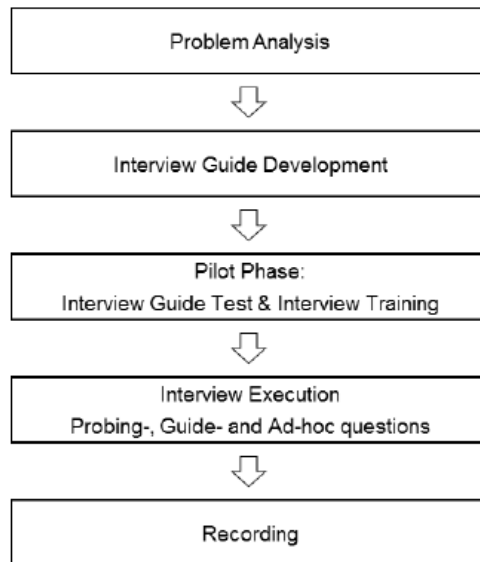 Problem Analysis
Interview Guide Development
Pilot Phase:
Interview Guide Test & Interview Training
Interview Execution
Probing-, Guide- and Ad-hoc questions
Recording